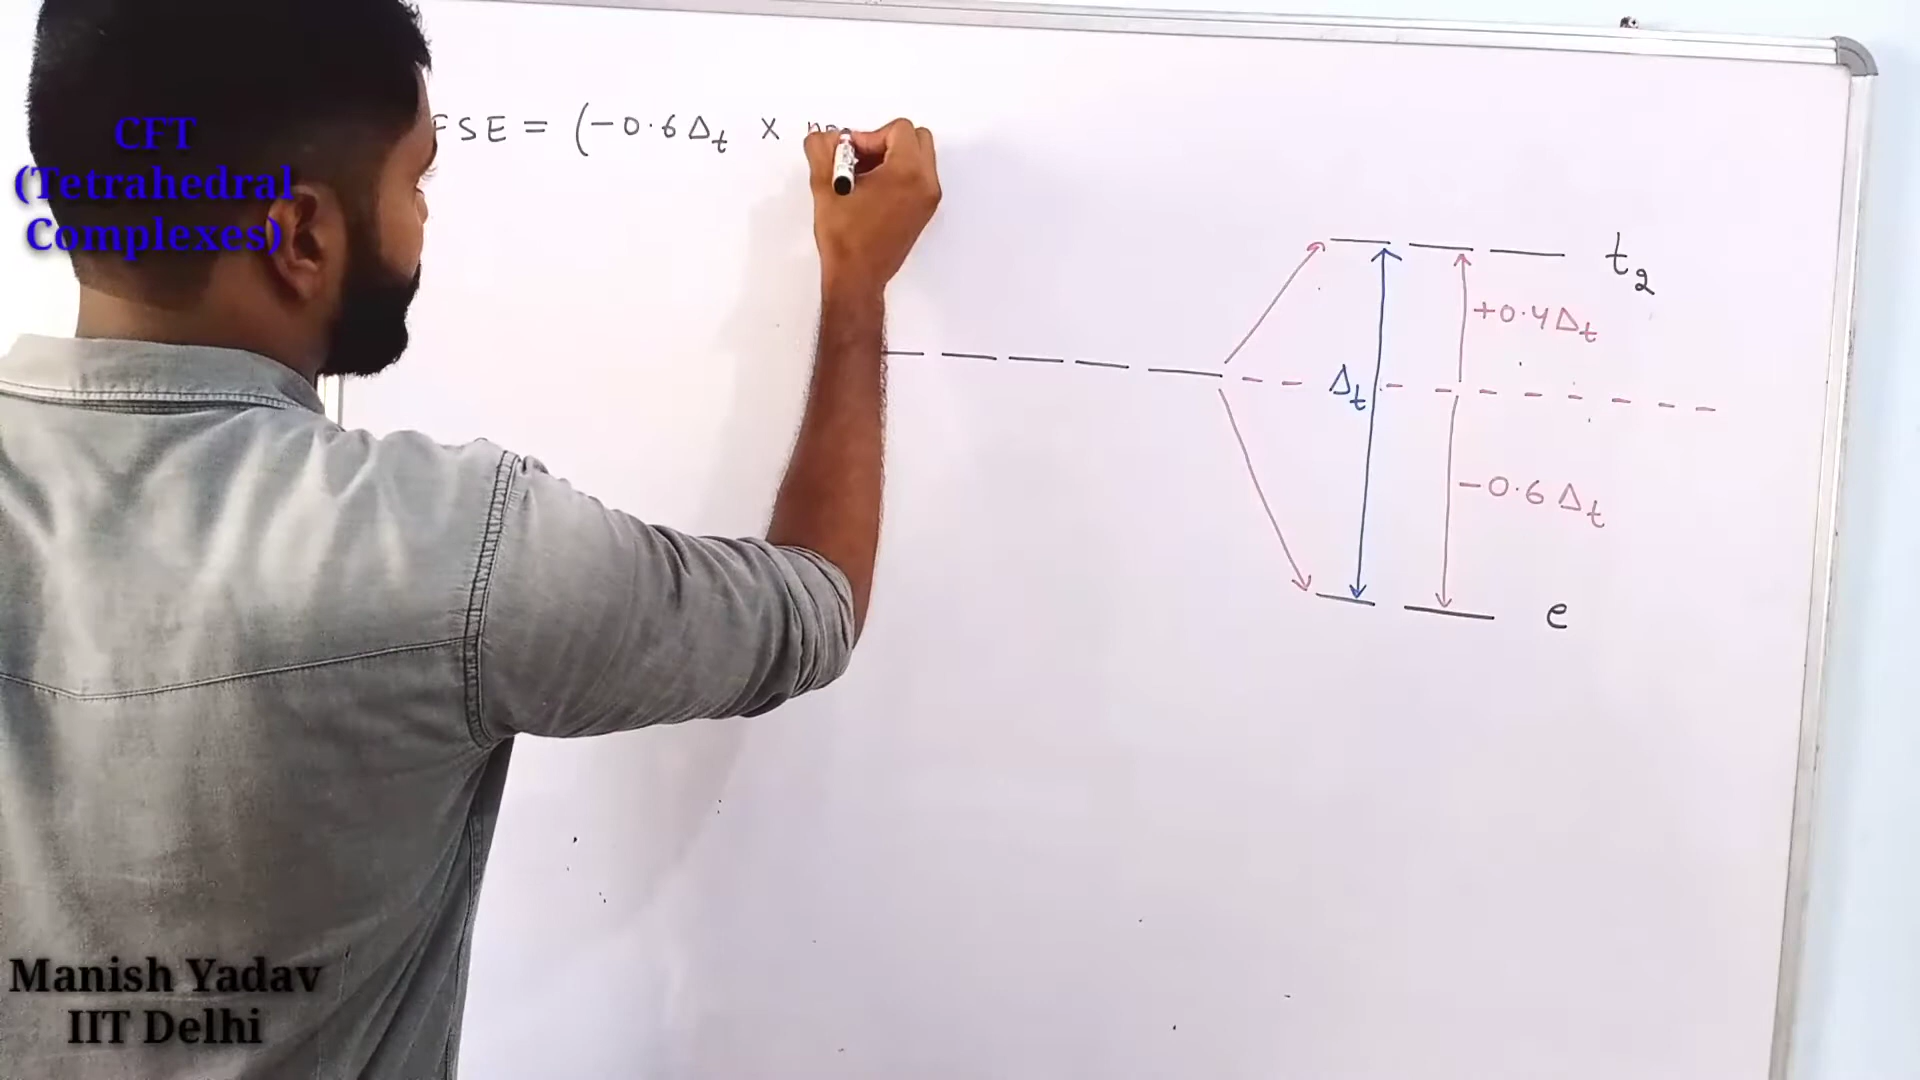 CFT
(Tetrahedral
Complexes)
FSE = (-0.6Δt X
t2
+0.4Δt
Δt
-0.6Δt
e
Manish Yadav
IIT Delhi